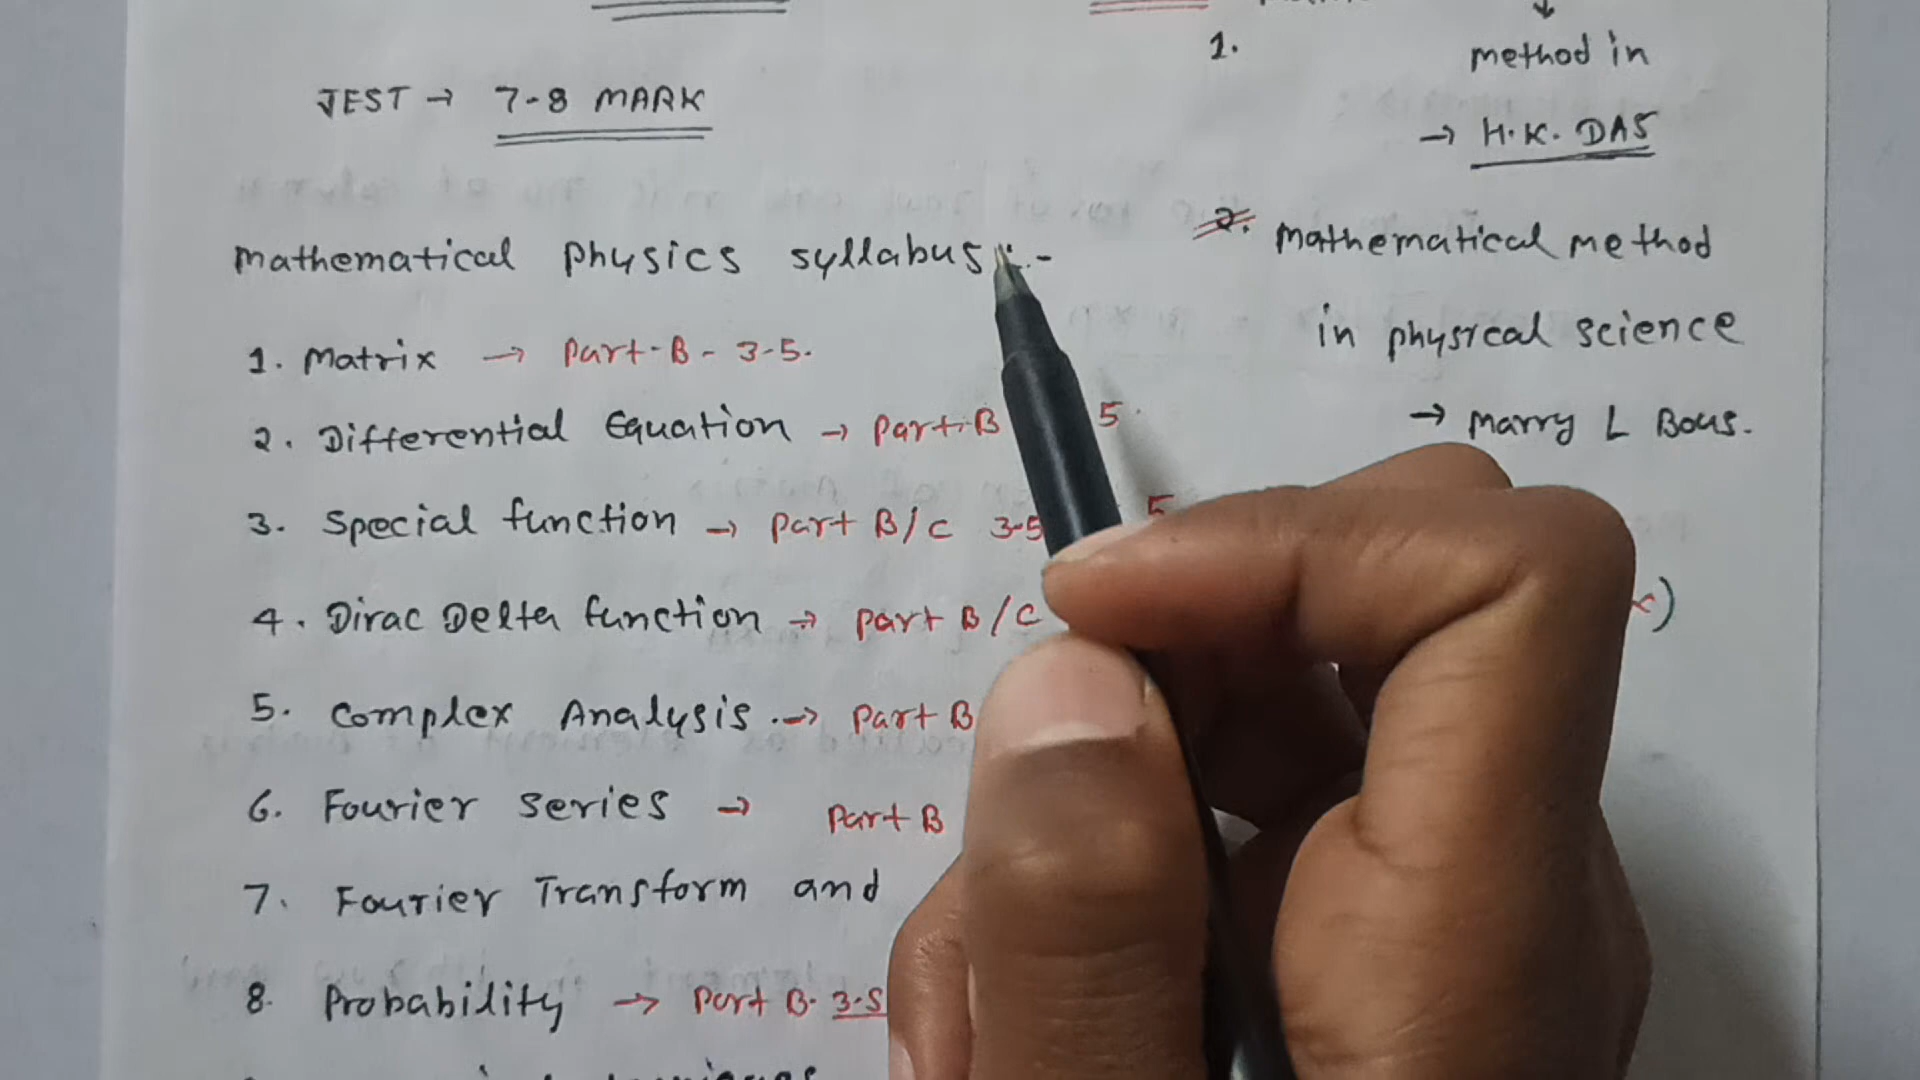 JEST → 7-8 MARK
Mathematical Physics syllabus :-
1. Matrix → Part-B - 3-5.
2. Differential Equation → Part-B 5
3. Special function → Part B/C 3-5 5
4. Dirac Delta function → Part B/C
5. Complex Analysis → Part B
6. Fourier series → Part B
7. Fourier Transform and
8. Probability → Part B- 3-5
1.
method in
→ H.K. DAS
2. Mathematical method
in physical science
→ Marry L Boas.